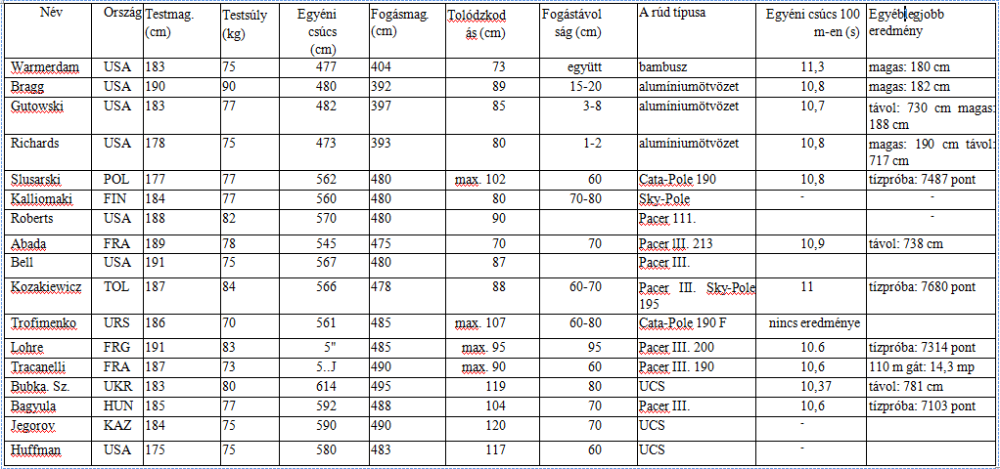 Név Ország Testmag. (cm) Testsúly (kg) Egyéni csúcs (cm) Fogásmag. (cm) Tolódzkodás (cm) Fogástávolság (cm) A rúd típusa Egyéni csúcs 100 m-en (s) Egyéb legjobb eredmény
Warmerdam USA 183 75 477 404 73 együtt bambusz 11,3 magas: 180 cm
Bragg USA 190 90 480 392 89 15-20 alumíniumötvözet 10,8 magas: 182 cm
Gutowski USA 183 77 482 397 85 3-8 alumíniumötvözet 10,7 távol: 730 cm magas: 188 cm
Richards USA 178 75 473 393 80 1-2 alumíniumötvözet 10,8 magas: 190 cm távol: 717 cm
Slusarski POL 177 77 562 480 max. 102 60 Cata-Pole 190 10,8 tízpróba: 7487 pont
Kalliomaki FIN 184 77 560 480 80 70-80 Sky-Pole - -
Roberts USA 188 82 570 480 90 Pacer 111. -
Abada FRA 189 78 545 475 70 70 Pacer III. 213 10,9 távol: 738 cm
Bell USA 191 75 567 480 87 Pacer III.
Kozakiewicz TOL 187 84 566 478 88 60-70 Pacer III. Sky-Pole 195 11 tízpróba: 7680 pont
Trofimenko URS 186 70 561 485 max. 107 60-80 Cata-Pole 190 F nincs eredménye
Lohre FRG 191 83 5" 485 max. 95 95 Pacer III. 200 10.6 tízpróba: 7314 pont
Tracanelli FRA 187 73 5..J 490 max. 90 60 Pacer III. 190 10,6 110 m gát: 14,3 mp
Bubka. Sz. UKR 183 80 614 495 119 80 UCS 10,37 távol: 781 cm
Bagyula HUN 185 77 592 488 104 70 Pacer III. 10,6 tízpróba: 7103 pont
Jegorov KAZ 184 75 590 490 120 70 UCS -
Huffman USA 175 75 580 483 117 60 UCS -